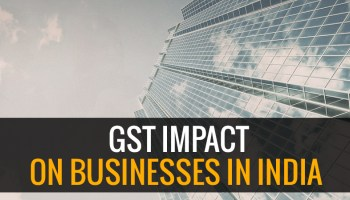 GST IMPACT
ON BUSINESSES IN INDIA